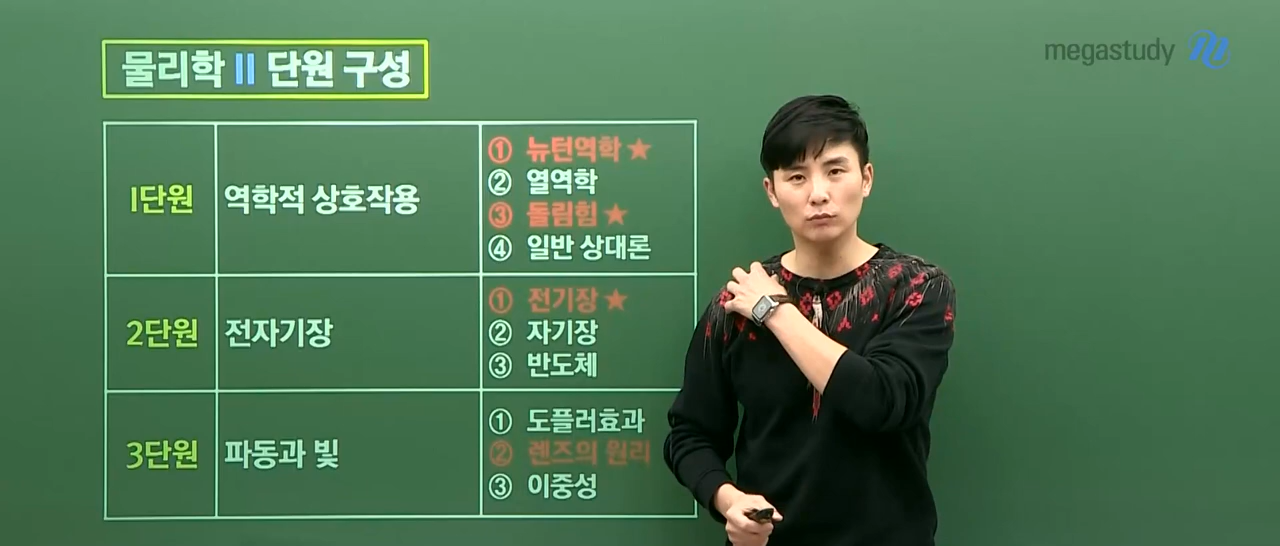 물리학 II 단원 구성
megastudy
1단원
역학적 상호작용
① 뉴턴역학 ★
② 열역학
③ 돌림힘 ★
④ 일반 상대론
2단원
전자기장
① 전기장 ★
② 자기장
③ 반도체
3단원
파동과 빛
① 도플러효과
② 렌즈의 원리
③ 이중성